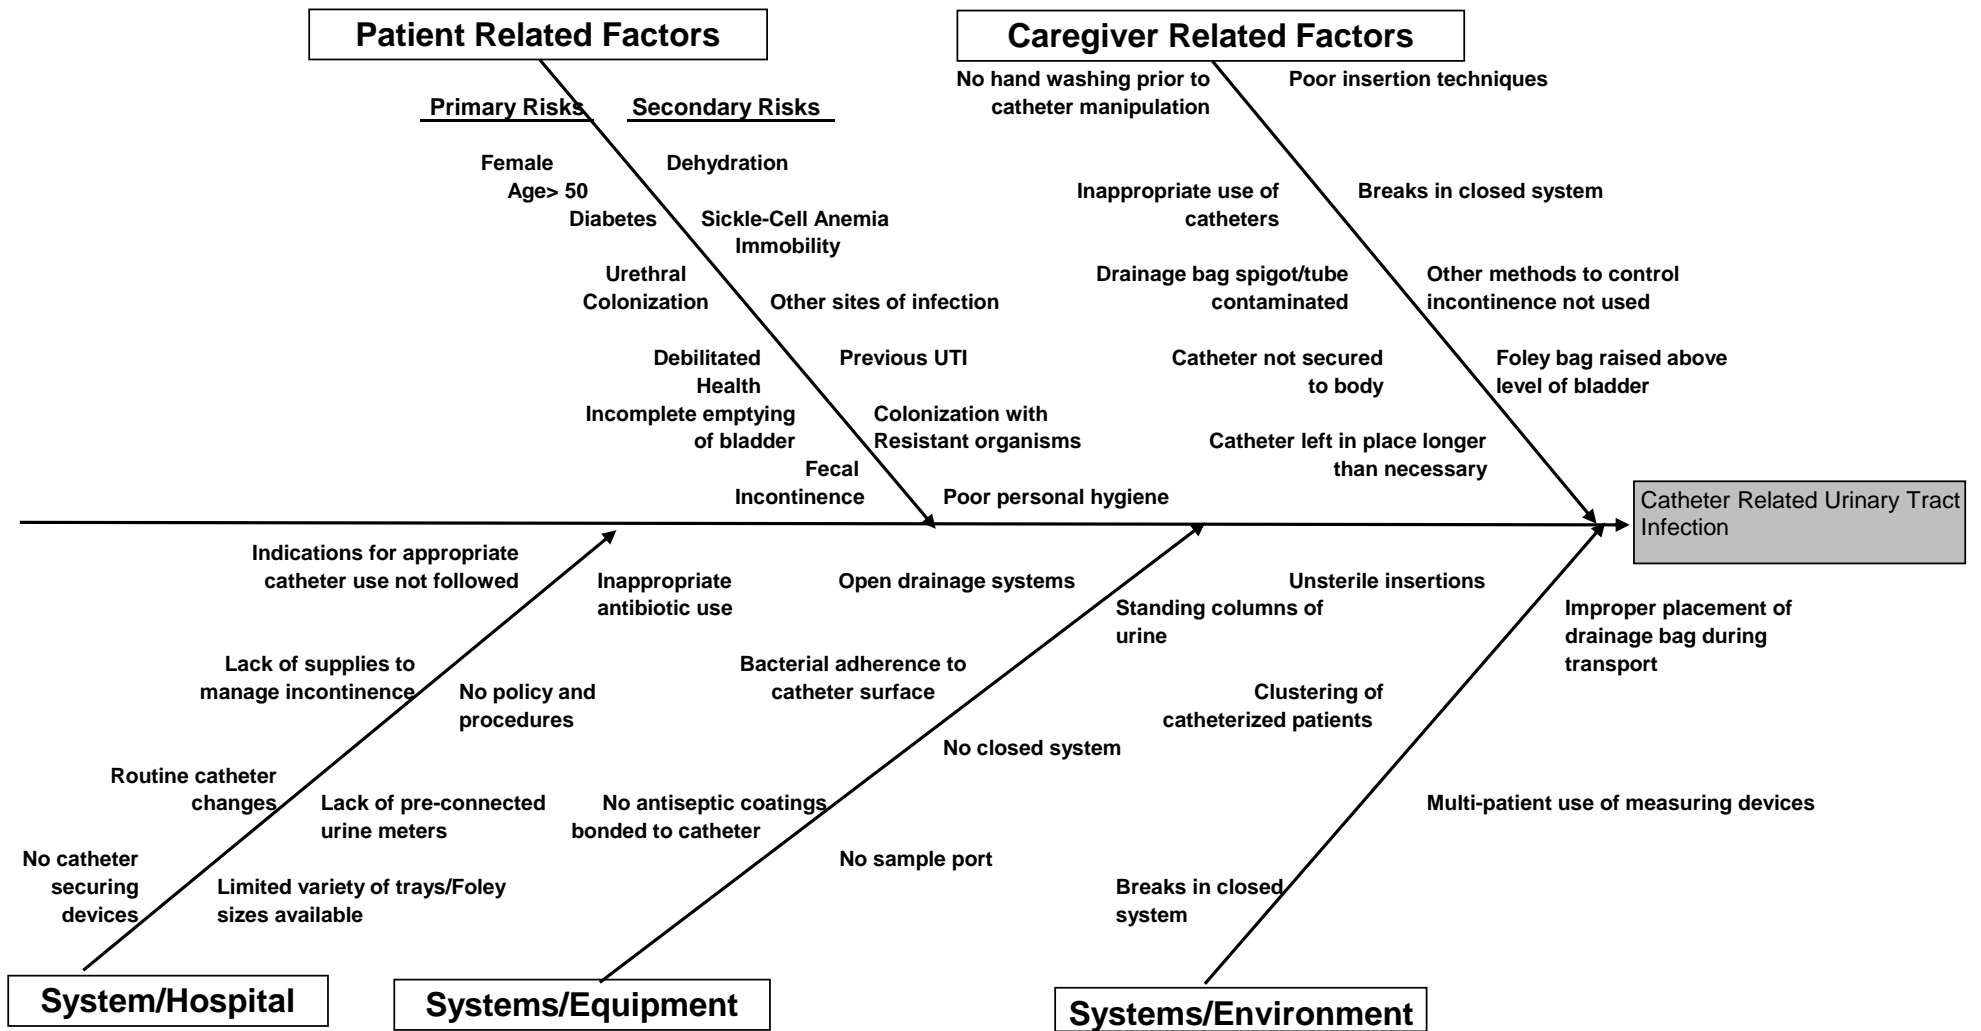 Patient Related Factors
Primary Risks
Secondary Risks
Female
Age> 50
Diabetes
Urethral
Colonization
Debilitated
Health
Incomplete emptying
of bladder
Fecal
Incontinence
Dehydration
Sickle-Cell Anemia
Immobility
Other sites of infection
Previous UTI
Colonization with
Resistant organisms
Poor personal hygiene
Caregiver Related Factors
No hand washing prior to
catheter manipulation
Inappropriate use of
catheters
Drainage bag spigot/tube
contaminated
Catheter not secured
to body
Catheter left in place longer
than necessary
Poor insertion techniques
Breaks in closed system
Other methods to control
incontinence not used
Foley bag raised above
level of bladder
Catheter Related Urinary Tract
Infection
Indications for appropriate
catheter use not followed
Lack of supplies to
manage incontinence
Routine catheter
changes
No catheter
securing
devices
Inappropriate
antibiotic use
No policy and
procedures
Lack of pre-connected
urine meters
Limited variety of trays/Foley
sizes available
System/Hospital
Open drainage systems
Bacterial adherence to
catheter surface
No antiseptic coatings
bonded to catheter
Standing columns of
urine
No closed system
No sample port
Systems/Equipment
Unsterile insertions
Clustering of
catheterized patients
Breaks in closed
system
Improper placement of
drainage bag during
transport
Multi-patient use of measuring devices
Systems/Environment